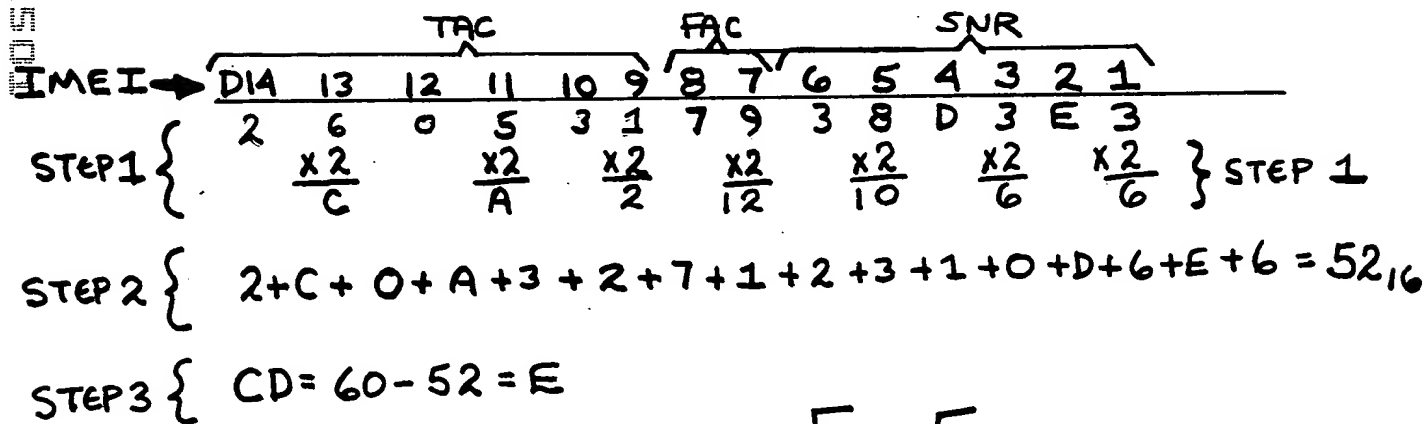 TAC FAC SNR
IMEI → D14 13 12 11 10 9 8 7 6 5 4 3 2 1
2 6 0 5 3 1 7 9 3 8 D 3 E 3
STEP1 { x2 x2 x2 x2 x2 x2 x2 } STEP 1
C A 2 12 10 6 6
STEP 2 { 2+C+0+A+3+2+7+1+2+3+1+0+D+6+E+6=52₁₆
STEP3 { CD=60-52=E